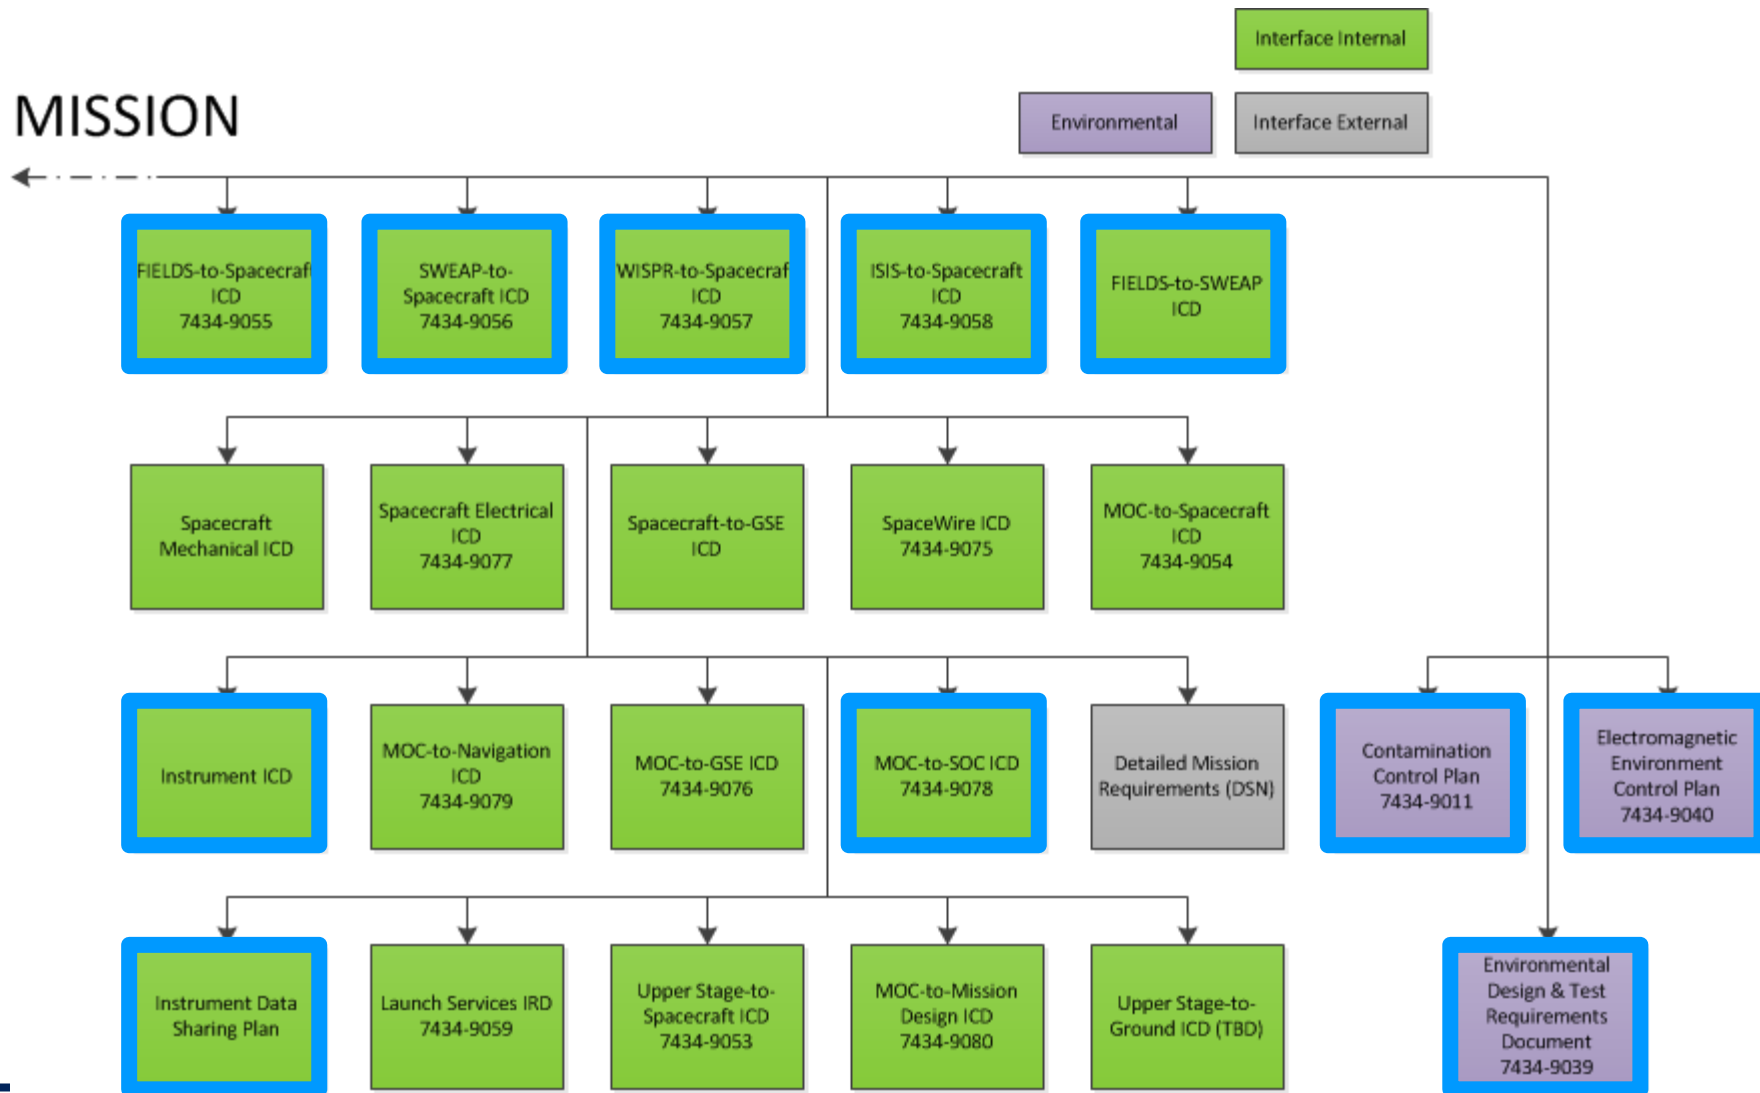 Interface Internal
MISSION
Environmental
Interface External
FIELDS-to-Spacecraf
ICD
7434-9055
SWEAP-to-
Spacecraft ICD
7434-9056
WISPR-to-Spacecraf
ICD
7434-9057
ISIS-to-Spacecraft
ICD
7434-9058
FIELDS-to-SWEAP
ICD
Spacecraft
Mechanical ICD
Spacecraft Electrical
ICD
7434-9077
Spacecraft-to-GSE
ICD
SpaceWire ICD
7434-9075
MOC-to-Spacecraft
ICD
7434-9054
Instrument ICD
MOC-to-Navigation
ICD
7434-9079
MOC-to-GSE ICD
7434-9076
MOC-to-SOC ICD
7434-9078
Detailed Mission
Requirements (DSN)
Contamination
Control Plan
7434-9011
Electromagnetic
Environment
Control Plan
7434-9040
Instrument Data
Sharing Plan
Launch Services IRD
7434-9059
Upper Stage-to-
Spacecraft ICD
7434-9053
MOC-to-Mission
Design ICD
7434-9080
Upper Stage-to-
Ground ICD (TBD)
Environmental
Design & Test
Requirements
Document
7434-9039